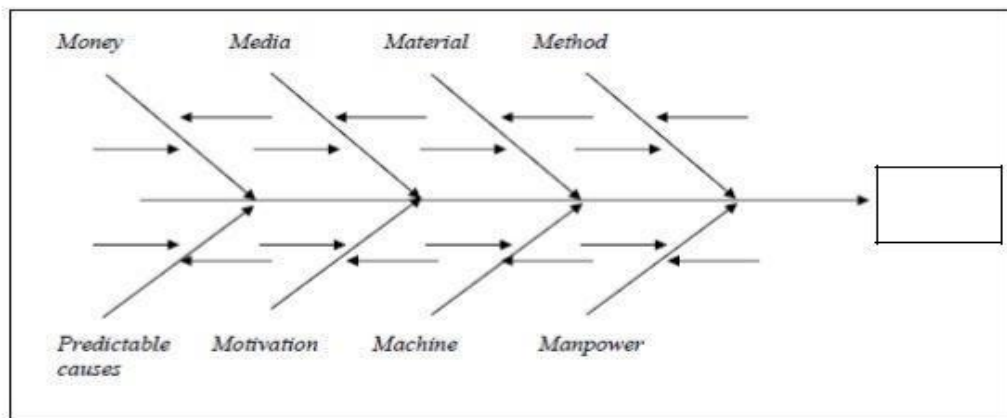 Money Media Material Method
Predictable causes Motivation Machine Manpower